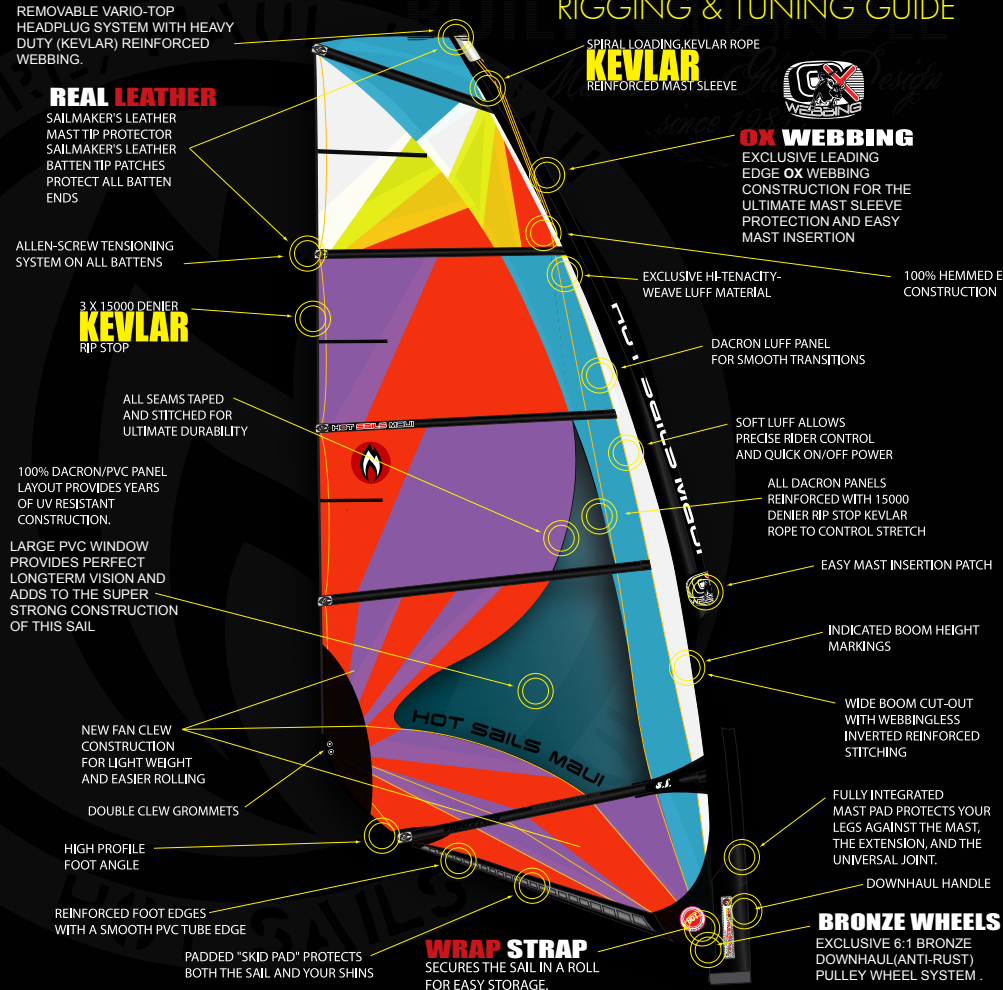 RIGGING & TUNING GUIDE
REMOVABLE VARIO-TOP
HEADPLUG SYSTEM WITH HEAVY
DUTY (KEVLAR) REINFORCED
WEBBING.
REAL LEATHER
SAILMAKER'S LEATHER
MAST TIP PROTECTOR
SAILMAKER'S LEATHER
BATTEN TIP PATCHES
PROTECT ALL BATTEN
ENDS
ALLEN-SCREW TENSIONING
SYSTEM ON ALL BATTENS
3 X 15000 DENIER
KEVLAR
RIP STOP
ALL SEAMS TAPED
AND STITCHED FOR
ULTIMATE DURABILITY
100% DACRON/PVC PANEL
LAYOUT PROVIDES YEARS
OF UV RESISTANT
CONSTRUCTION.
LARGE PVC WINDOW
PROVIDES PERFECT
LONGTERM VISION AND
ADDS TO THE SUPER
STRONG CONSTRUCTION
OF THIS SAIL
NEW FAN CLEW
CONSTRUCTION
FOR LIGHT WEIGHT
AND EASIER ROLLING
DOUBLE CLEW GROMMETS
HIGH PROFILE
FOOT ANGLE
REINFORCED FOOT EDGES
WITH A SMOOTH PVC TUBE EDGE
PADDED "SKID PAD" PROTECTS
BOTH THE SAIL AND YOUR SHINS
WRAP STRAP
SECURES THE SAIL IN A ROLL
FOR EASY STORAGE.
SPIRAL LOADING,KEVLAR ROPE
KEVLAR
REINFORCED MAST SLEEVE
OX
WEBBING
OX WEBBING
EXCLUSIVE LEADING
EDGE OX WEBBING
CONSTRUCTION FOR THE
ULTIMATE MAST SLEEVE
PROTECTION AND EASY
MAST INSERTION
EXCLUSIVE HI-TENACITY-
WEAVE LUFF MATERIAL
100% HEMMED E
CONSTRUCTION
DACRON LUFF PANEL
FOR SMOOTH TRANSITIONS
SOFT LUFF ALLOWS
PRECISE RIDER CONTROL
AND QUICK ON/OFF POWER
ALL DACRON PANELS
REINFORCED WITH 15000
DENIER RIP STOP KEVLAR
ROPE TO CONTROL STRETCH
EASY MAST INSERTION PATCH
INDICATED BOOM HEIGHT
MARKINGS
WIDE BOOM CUT-OUT
WITH WEBBINGLESS
INVERTED REINFORCED
STITCHING
FULLY INTEGRATED
MAST PAD PROTECTS YOUR
LEGS AGAINST THE MAST,
THE EXTENSION, AND THE
UNIVERSAL JOINT.
DOWNHAUL HANDLE
BRONZE WHEELS
EXCLUSIVE 6:1 BRONZE
DOWNHAUL(ANTI-RUST)
PULLEY WHEEL SYSTEM .
HOT SAILS MAUI
HOT SAILS MAUI
HOT SAILS MAUI
s.f.
HOT